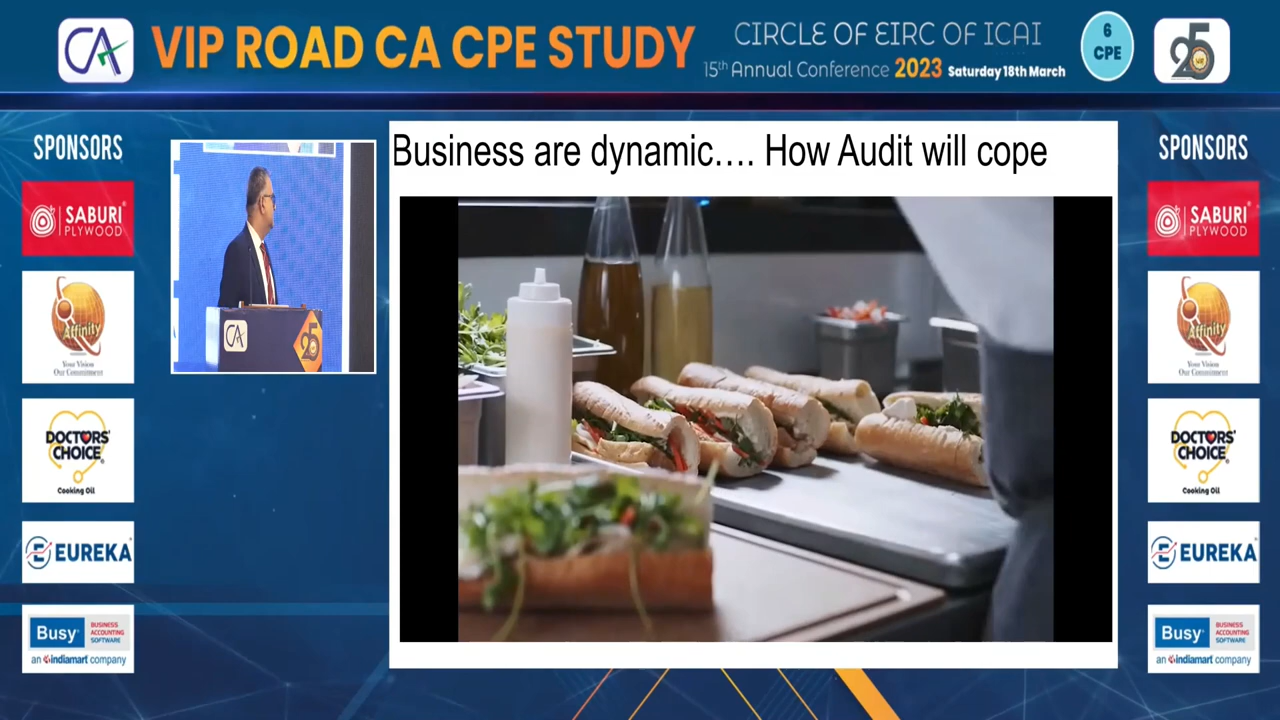 CA
VIP ROAD CA CPE STUDY
CIRCLE OF EIRC OF ICAI
15th Annual Conference 2023 Saturday 18th March
6
CPE
25
SPONSORS
SABURI
PLYWOOD
Affinity
Your Vision
Our Commitment
DOCTORS'
CHOICE
Cooking Oil
EUREKA
Busy
BUSINESS
ACCOUNTING
SOFTWARE
an indiamart company
CA
25
Business are dynamic…. How Audit will cope
SPONSORS
SABURI
PLYWOOD
Affinity
Your Vision
Our Commitment
DOCTORS'
CHOICE
Cooking Oil
EUREKA
Busy
BUSINESS
ACCOUNTING
SOFTWARE
an indiamart company